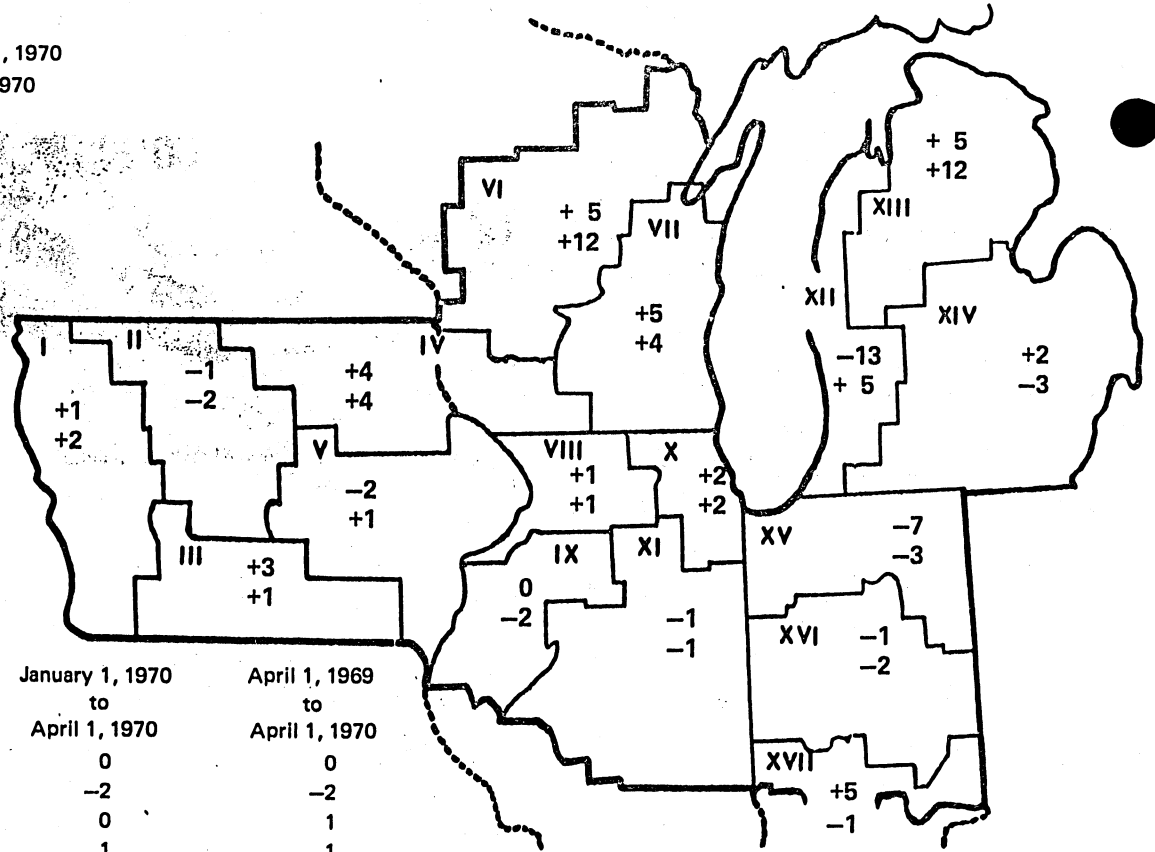 , 1970
970
+ 5
+12
VI
XIII
+ 5
+12
VII
XII
+5
+4
XIV
I
II
IV
-1
-2
+4
+4
-13
+ 5
+2
-3
+1
+2
V
VIII
X
+1
+1
+2
+2
-2
+1
XV
-7
-3
III
IX
XI
+3
+1
0
-2
-1
-1
XVI
-1
-2
January 1, 1970
to
April 1, 1970
April 1, 1969
to
April 1, 1970
0 0
-2 -2
0 1
1 1
XVII
+5
-1